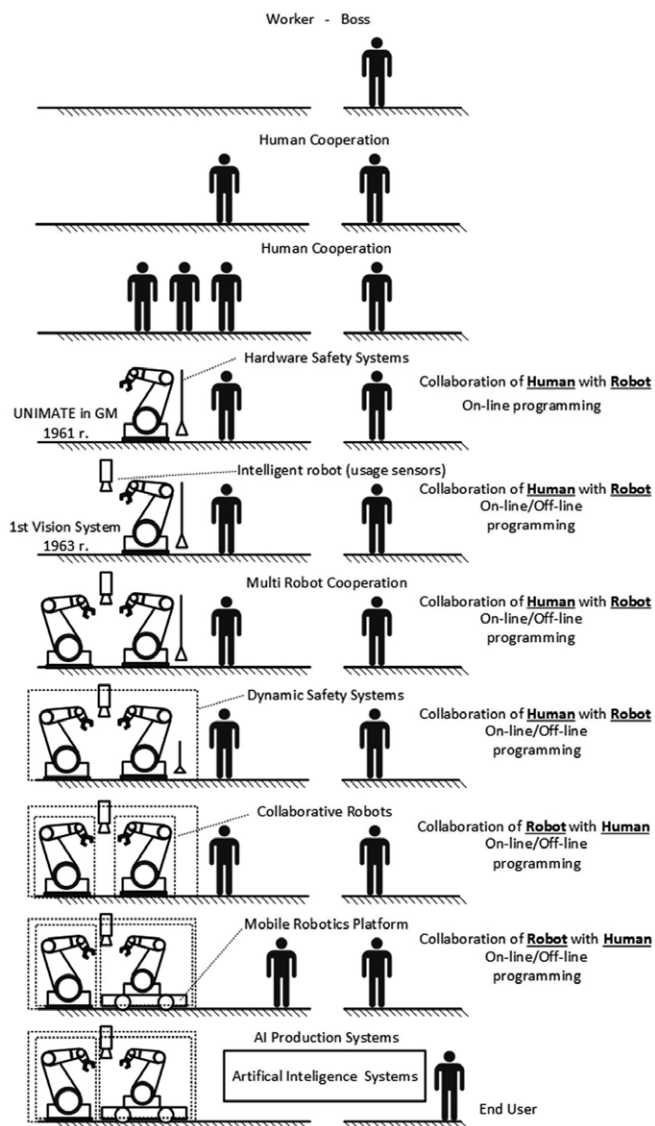 Worker - Boss
Human Cooperation
Human Cooperation
Hardware Safety Systems
UNIMATE in GM
1961 r.
Collaboration of Human with Robot
On-line programming
Intelligent robot (usage sensors)
1st Vision System
1963 r.
Collaboration of Human with Robot
On-line/Off-line
programming
Multi Robot Cooperation
Collaboration of Human with Robot
On-line/Off-line
programming
Dynamic Safety Systems
Collaboration of Human with Robot
On-line/Off-line
programming
Collaborative Robots
Collaboration of Robot with Human
On-line/Off-line
programming
Mobile Robotics Platform
Collaboration of Robot with Human
On-line/Off-line
programming
AI Production Systems
Artifical Inteligence Systems
End User